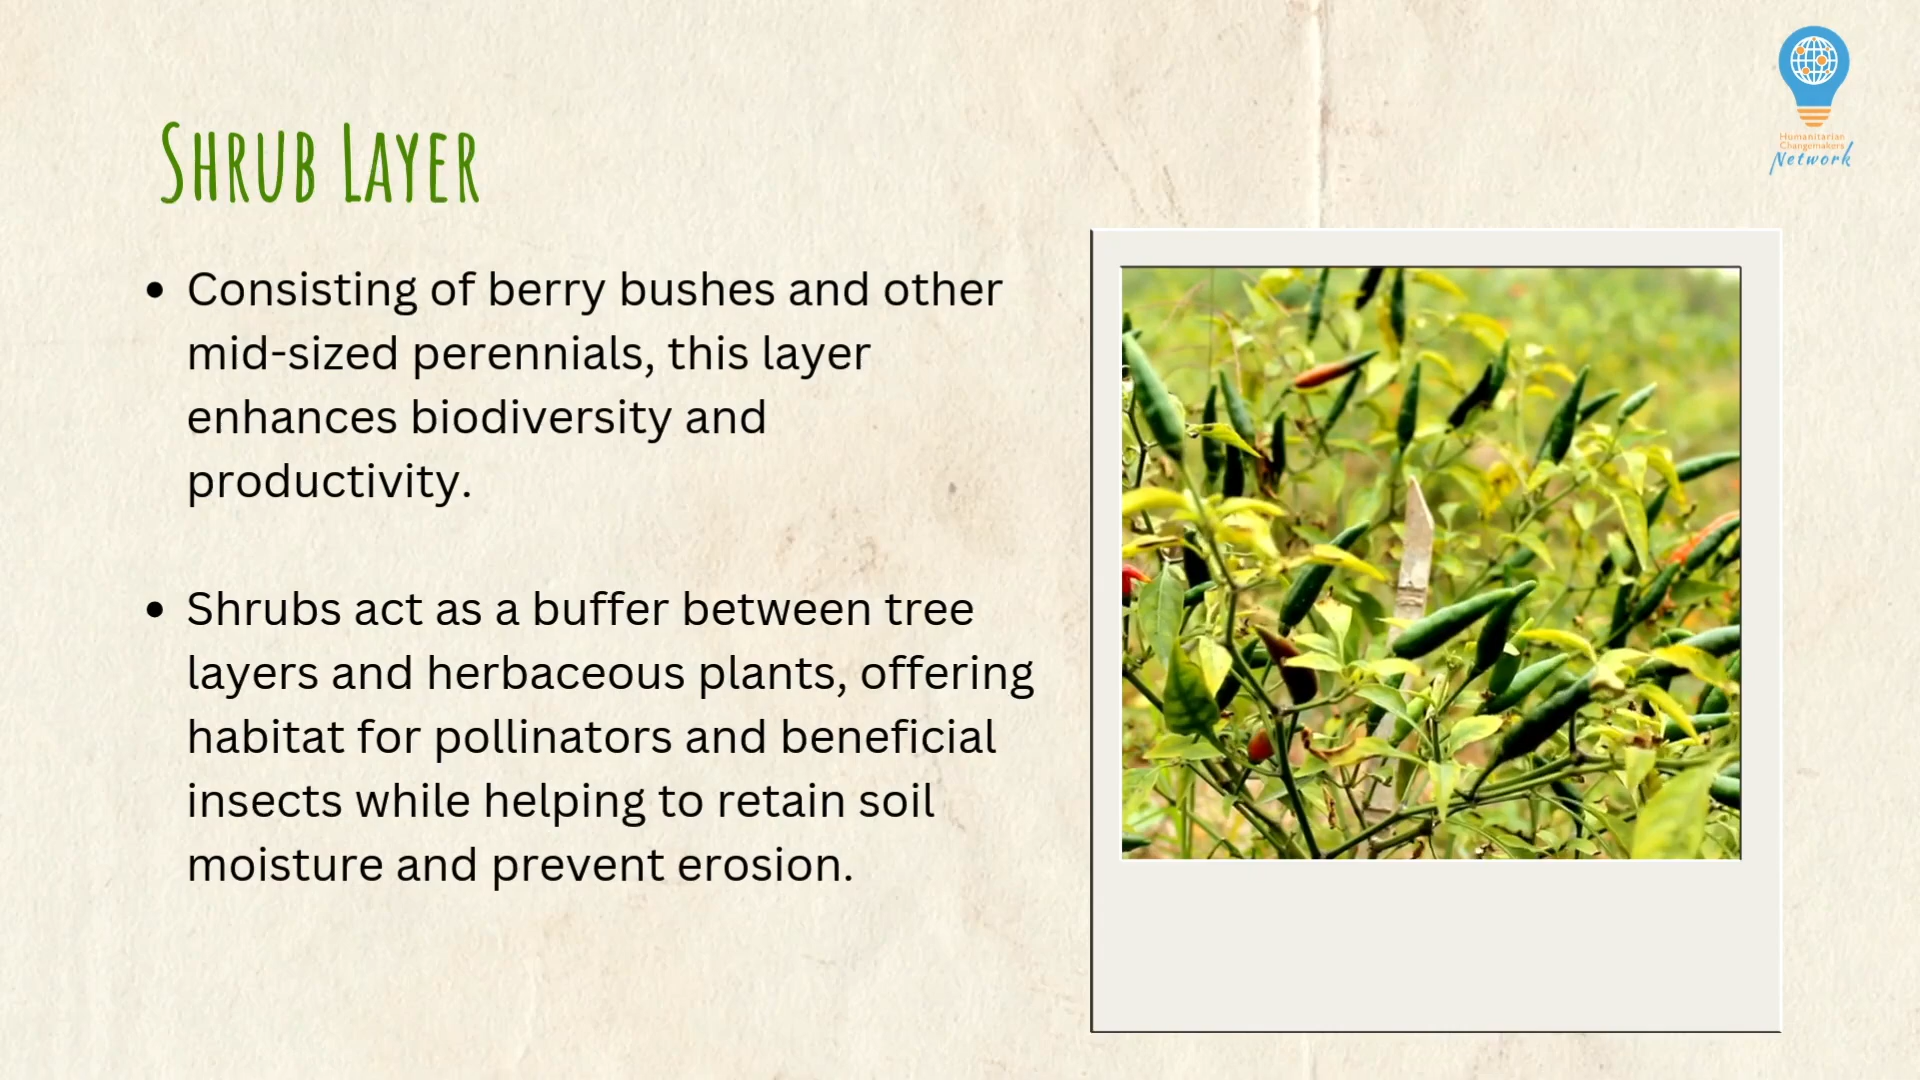 Humanitarian
Changemakers
Network
Shrub Layer
• Consisting of berry bushes and other
mid-sized perennials, this layer
enhances biodiversity and
productivity.
• Shrubs act as a buffer between tree
layers and herbaceous plants, offering
habitat for pollinators and beneficial
insects while helping to retain soil
moisture and prevent erosion.